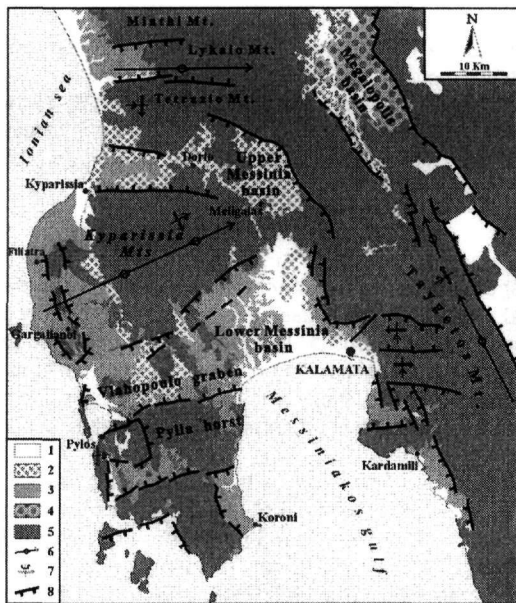 Minthi Mt.
N
Lykaio Mt.
10 Km
Tetrazio Mt.
Megalopolis
basin
Ionian sea
Dorio
Upper
Messinia
basin
Kyparissia
Meligalas
Kyparissia
Mts
Filiatra
Taygetos Mt.
Gargalianoi
Lower Messinia
basin
KALAMATA
Vlahopoulo graben
Pylia horst
Messiniakos gulf
Pylos
Kardamili
Koroni
1
2
3
4
5
6
7
8